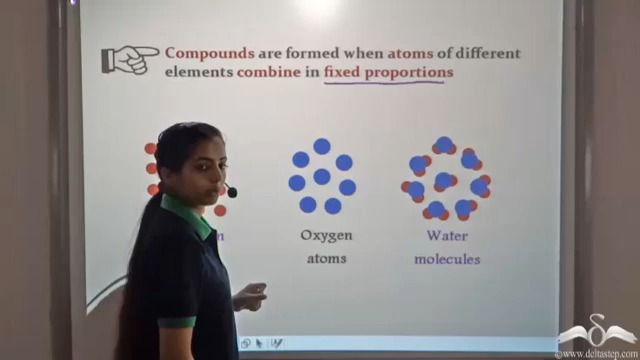 Compounds are formed when atoms of different
elements combine in fixed proportions
Oxygen
atoms
Water
molecules
©www.deltastep.com